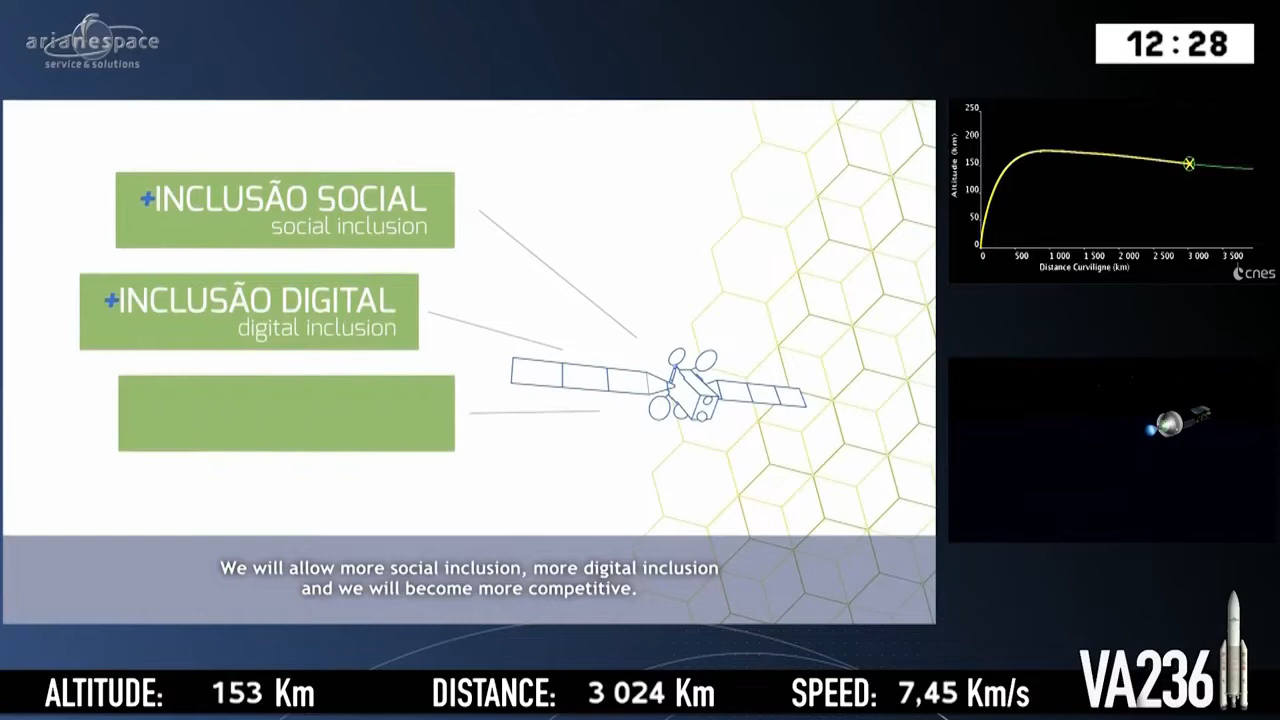 arianespace
service & solutions
12:28
+INCLUSÃO SOCIAL
social inclusion
+INCLUSÃO DIGITAL
digital inclusion
We will allow more social inclusion, more digital inclusion
and we will become more competitive.
250
200
150
100
50
0
Altitude (km)
0 500 1 000 1 500 2 000 2 500 3 000 3 500
Distance Curviligne (km)
cnes
VA236
ALTITUDE: 153 Km DISTANCE: 3 024 Km SPEED: 7,45 Km/s